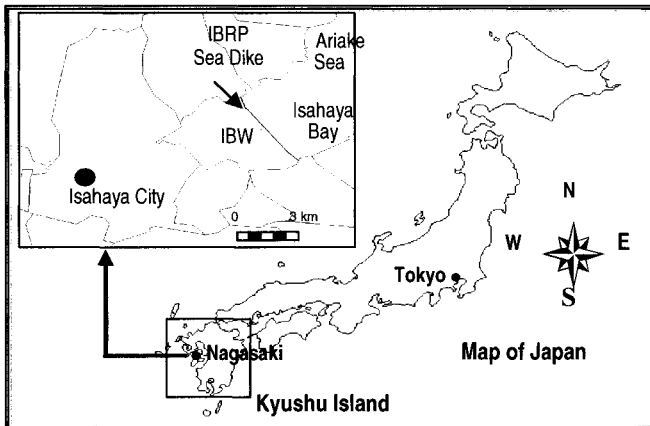 IBRP
Sea Dike
Ariake
Sea
Isahaya
Bay
IBW
Isahaya City
0 3 km
N
W E
S
Tokyo
Nagasaki
Map of Japan
Kyushu Island